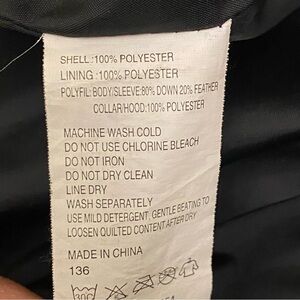 SHELL :100% POLYESTER
LINING :100% POLYESTER
POLYFIL: BODY/SLEEVE:80% DOWN 20% FEATHER
COLLAR/HOOD:100% POLYESTER
MACHINE WASH COLD
DO NOT USE CHLORINE BLEACH
DO NOT IRON
DO NOT DRY CLEAN
LINE DRY
WASH SEPARATELY
USE MILD DETERGENT, GENTLE BEATING TO
LOOSEN QUILTED CONTENT AFTER DRY
MADE IN CHINA
136